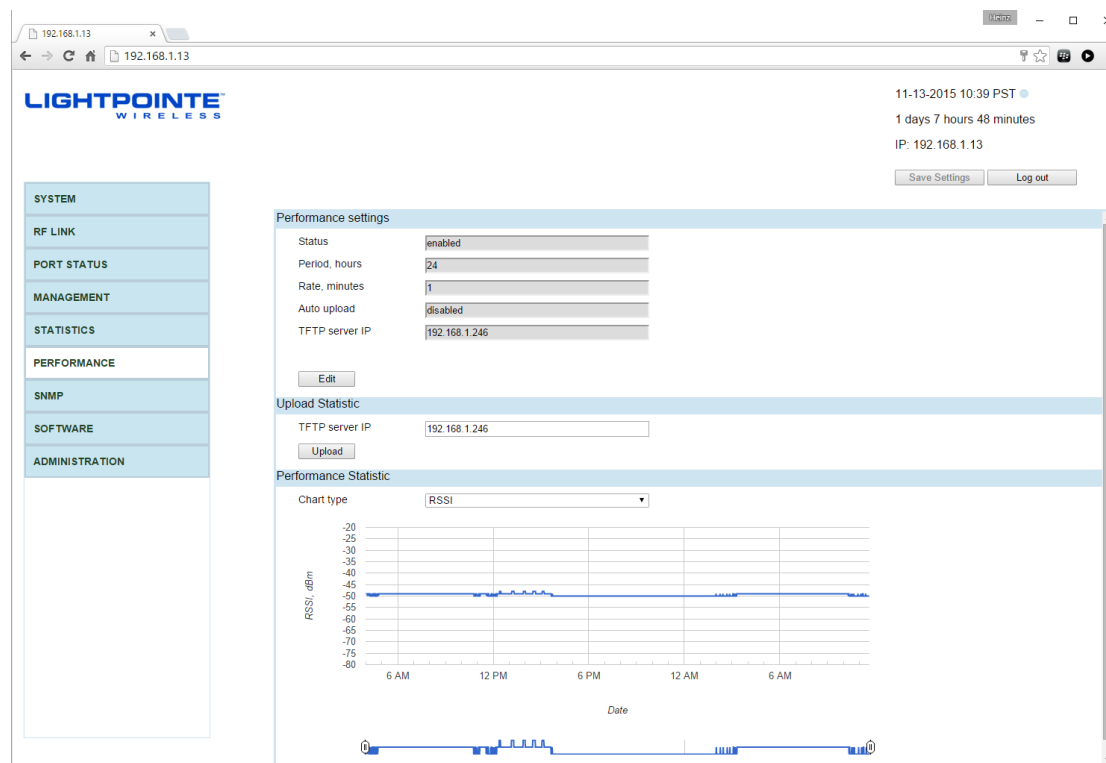 Heinz
192.168.1.13
192.168.1.13
LIGHTPOINTE™
WIRELESS
11-13-2015 10:39 PST
1 days 7 hours 48 minutes
IP: 192.168.1.13
Save Settings
Log out
SYSTEM
RF LINK
PORT STATUS
MANAGEMENT
STATISTICS
PERFORMANCE
SNMP
SOFTWARE
ADMINISTRATION
Performance settings
Status enabled
Period, hours 24
Rate, minutes 1
Auto upload disabled
TFTP server IP 192.168.1.246
Edit
Upload Statistic
TFTP server IP 192.168.1.246
Upload
Performance Statistic
Chart type RSSI
RSSI, dBm
-20
-25
-30
-35
-40
-45
-50
-55
-60
-65
-70
-75
-80
6 AM 12 PM 6 PM 12 AM 6 AM
Date